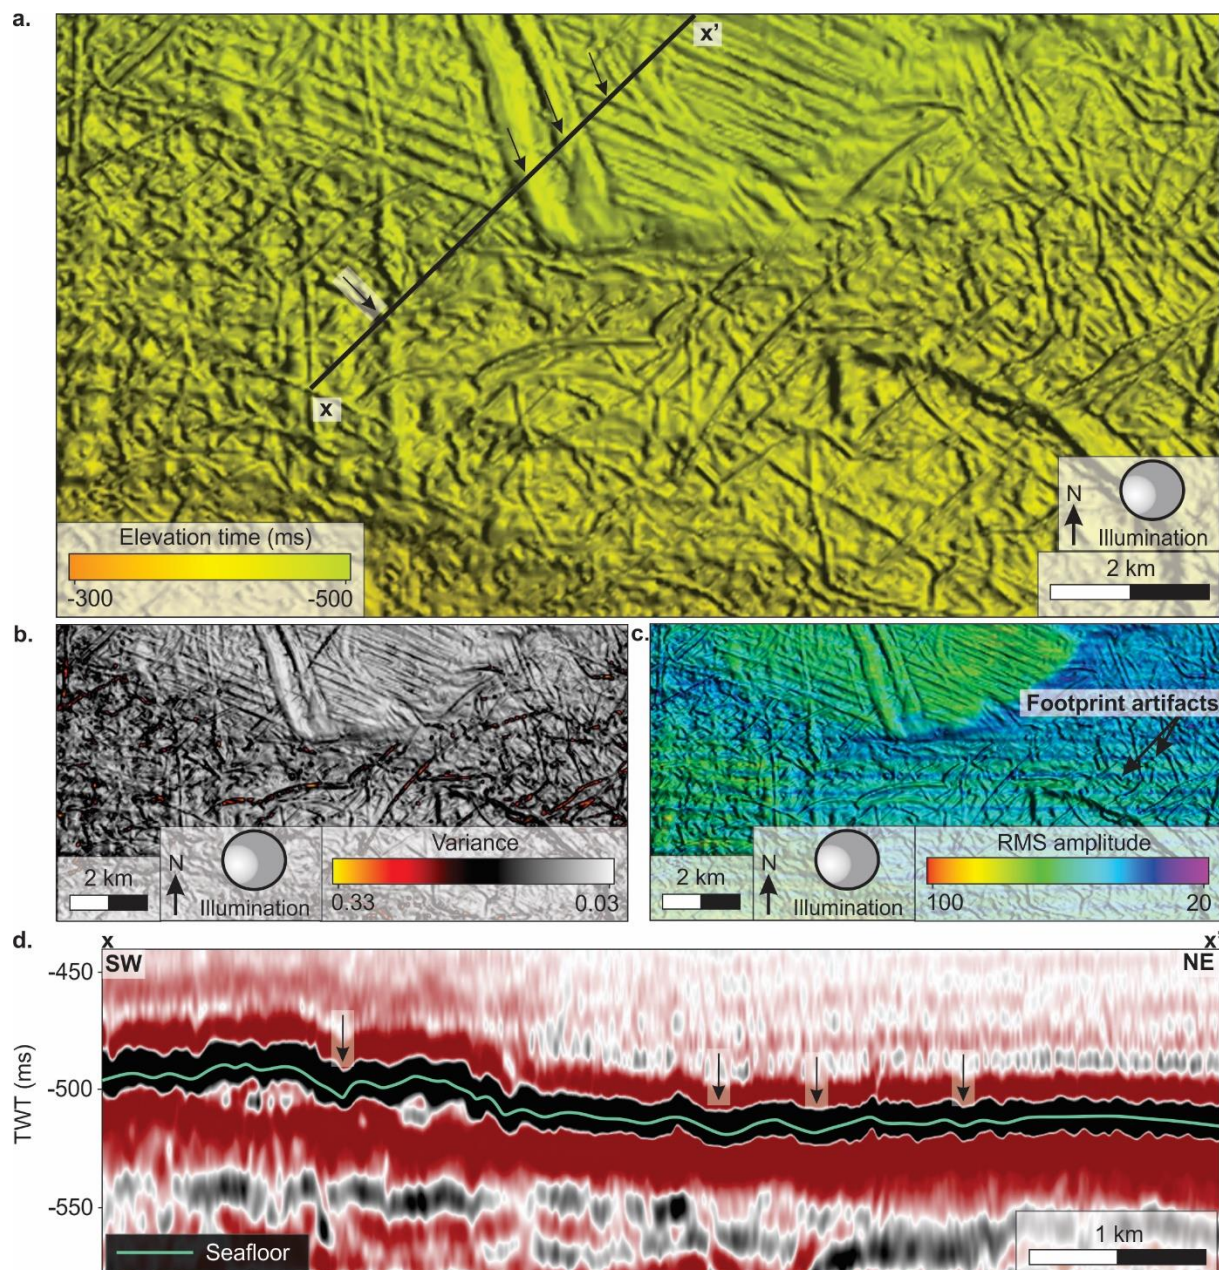 a.
x'
x
N
Illumination
2 km
Elevation time (ms)
-300 -500
b.
c.
Footprint artifacts
2 km
N
Illumination
Variance
0.33 0.03
2 km
N
Illumination
RMS amplitude
100 20
d.
x x'
SW NE
-450
-500
-550
TWT (ms)
Seafloor
1 km